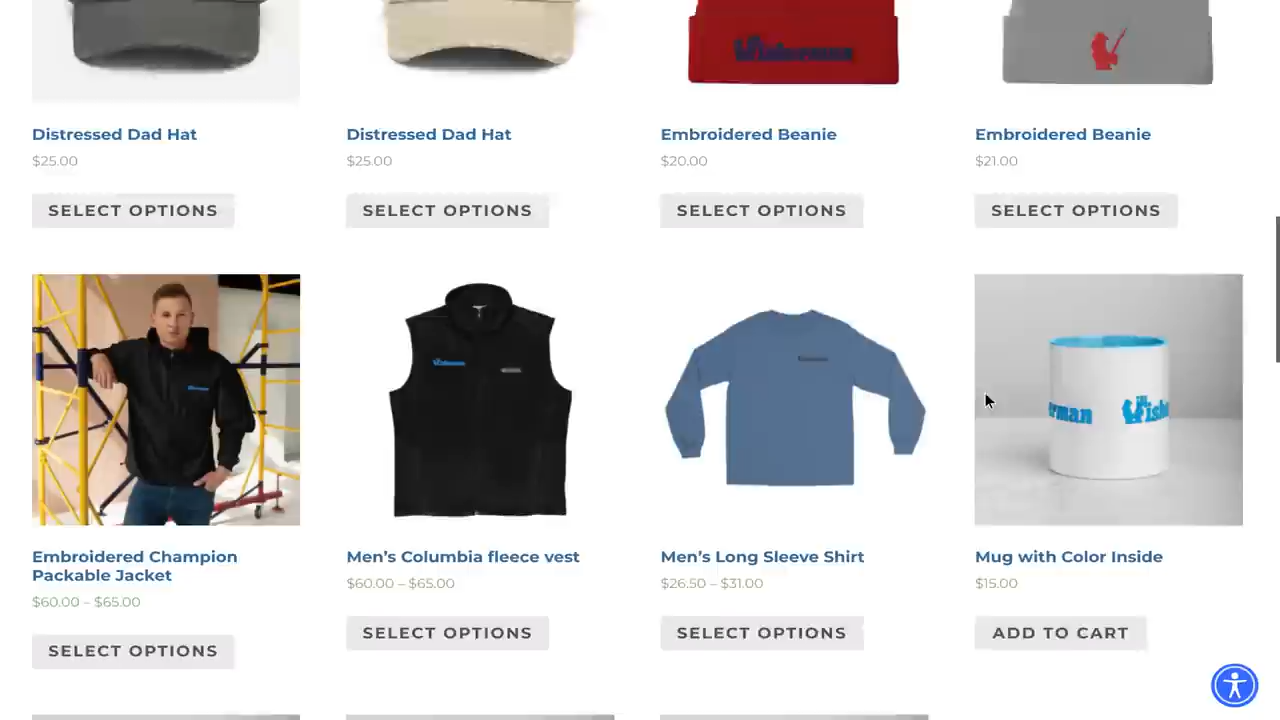 Fisherman
Distressed Dad Hat
Distressed Dad Hat
Embroidered Beanie
Embroidered Beanie
$25.00
$25.00
$20.00
$21.00
SELECT OPTIONS
SELECT OPTIONS
SELECT OPTIONS
SELECT OPTIONS
erman
Embroidered Champion
Packable Jacket
Men’s Columbia fleece vest
Men’s Long Sleeve Shirt
Mug with Color Inside
$60.00 – $65.00
$60.00 – $65.00
$26.50 – $31.00
$15.00
SELECT OPTIONS
SELECT OPTIONS
SELECT OPTIONS
ADD TO CART